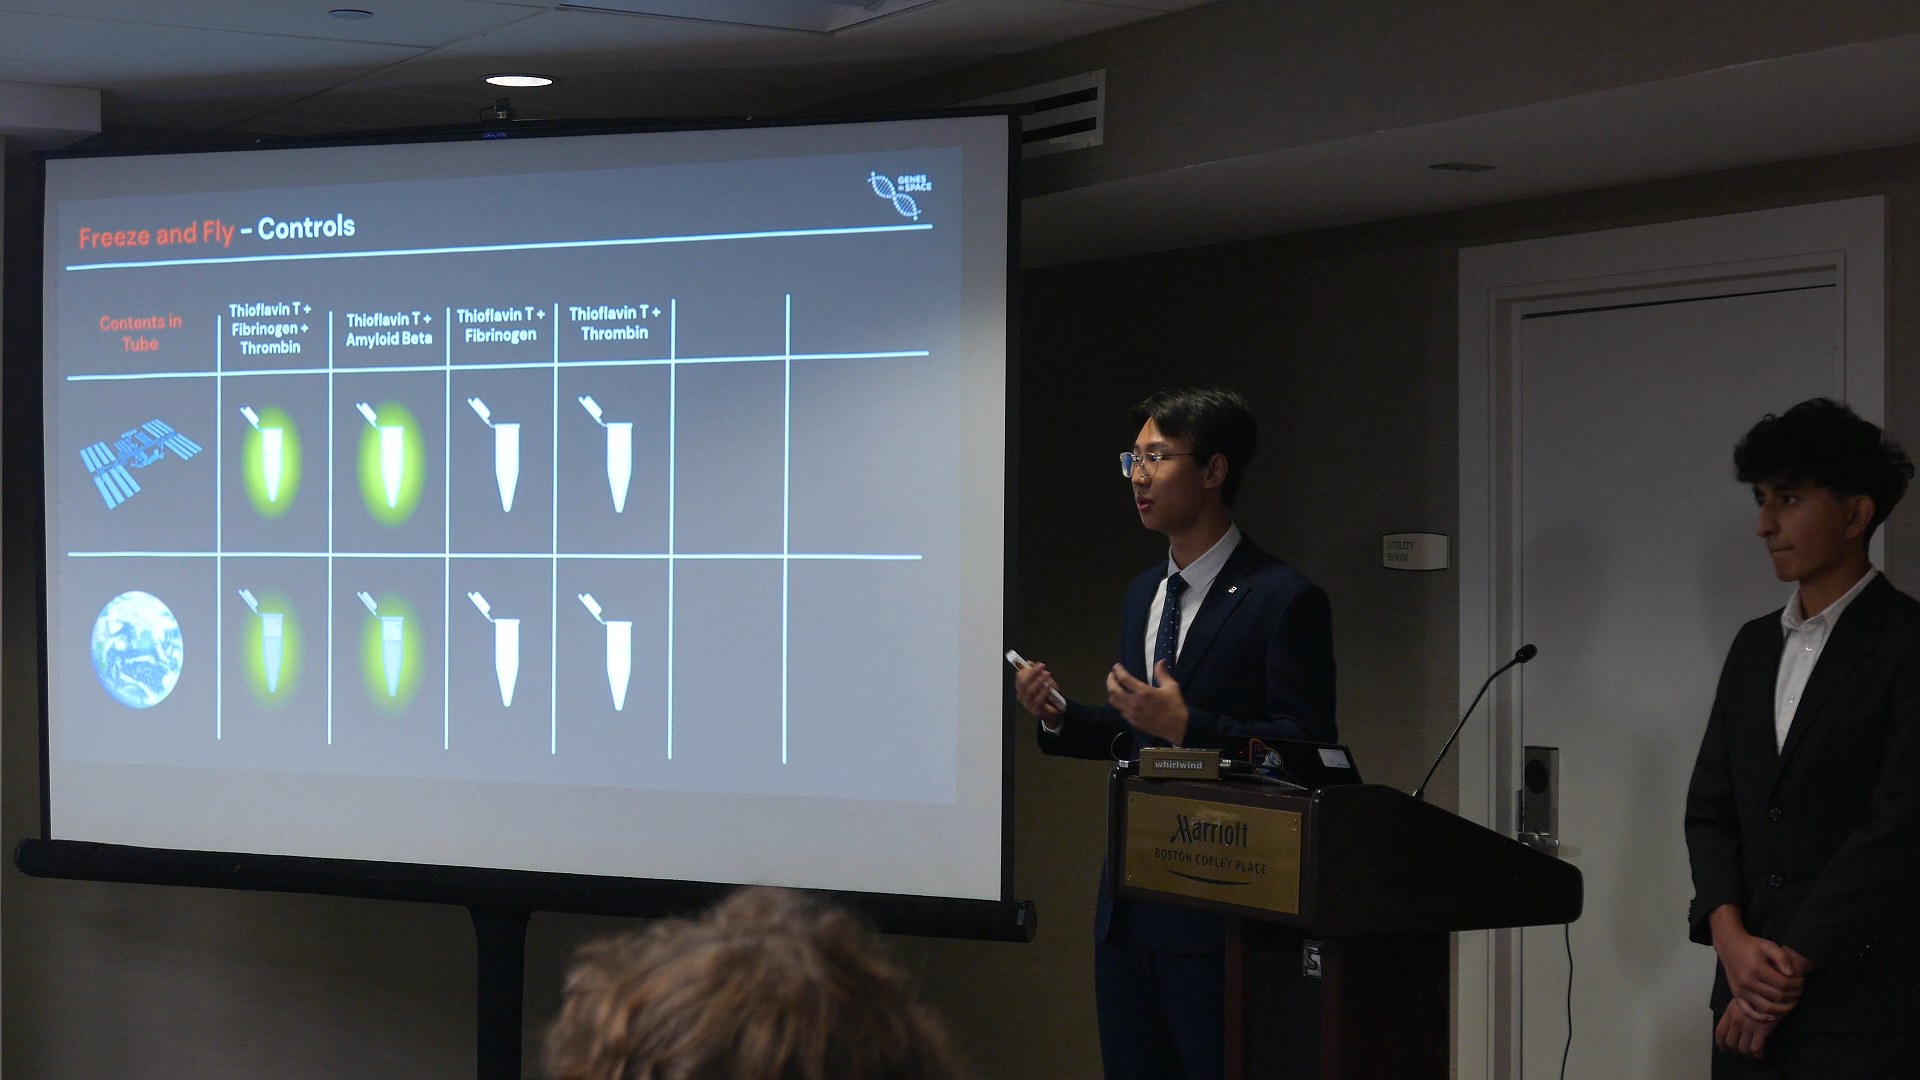 GENES
IN SPACE
Freeze and Fly – Controls
Contents in
Tube
Thioflavin T +
Fibrinogen +
Thrombin
Thioflavin T +
Amyloid Beta
Thioflavin T +
Fibrinogen
Thioflavin T +
Thrombin
UTILITY
ROOM
whirlwind
Marriott
BOSTON COPLEY PLACE